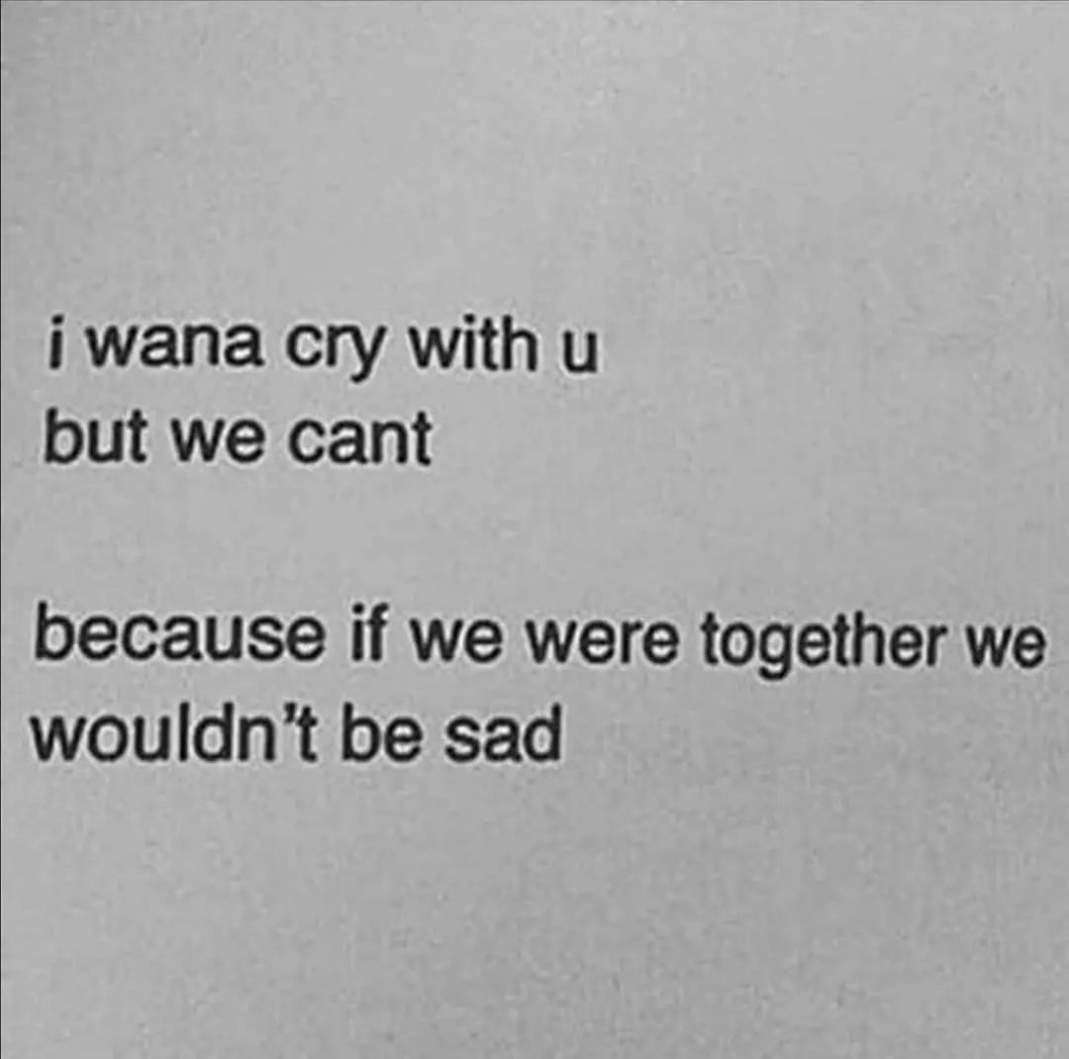 i wana cry with u
but we cant
because if we were together we
wouldn't be sad